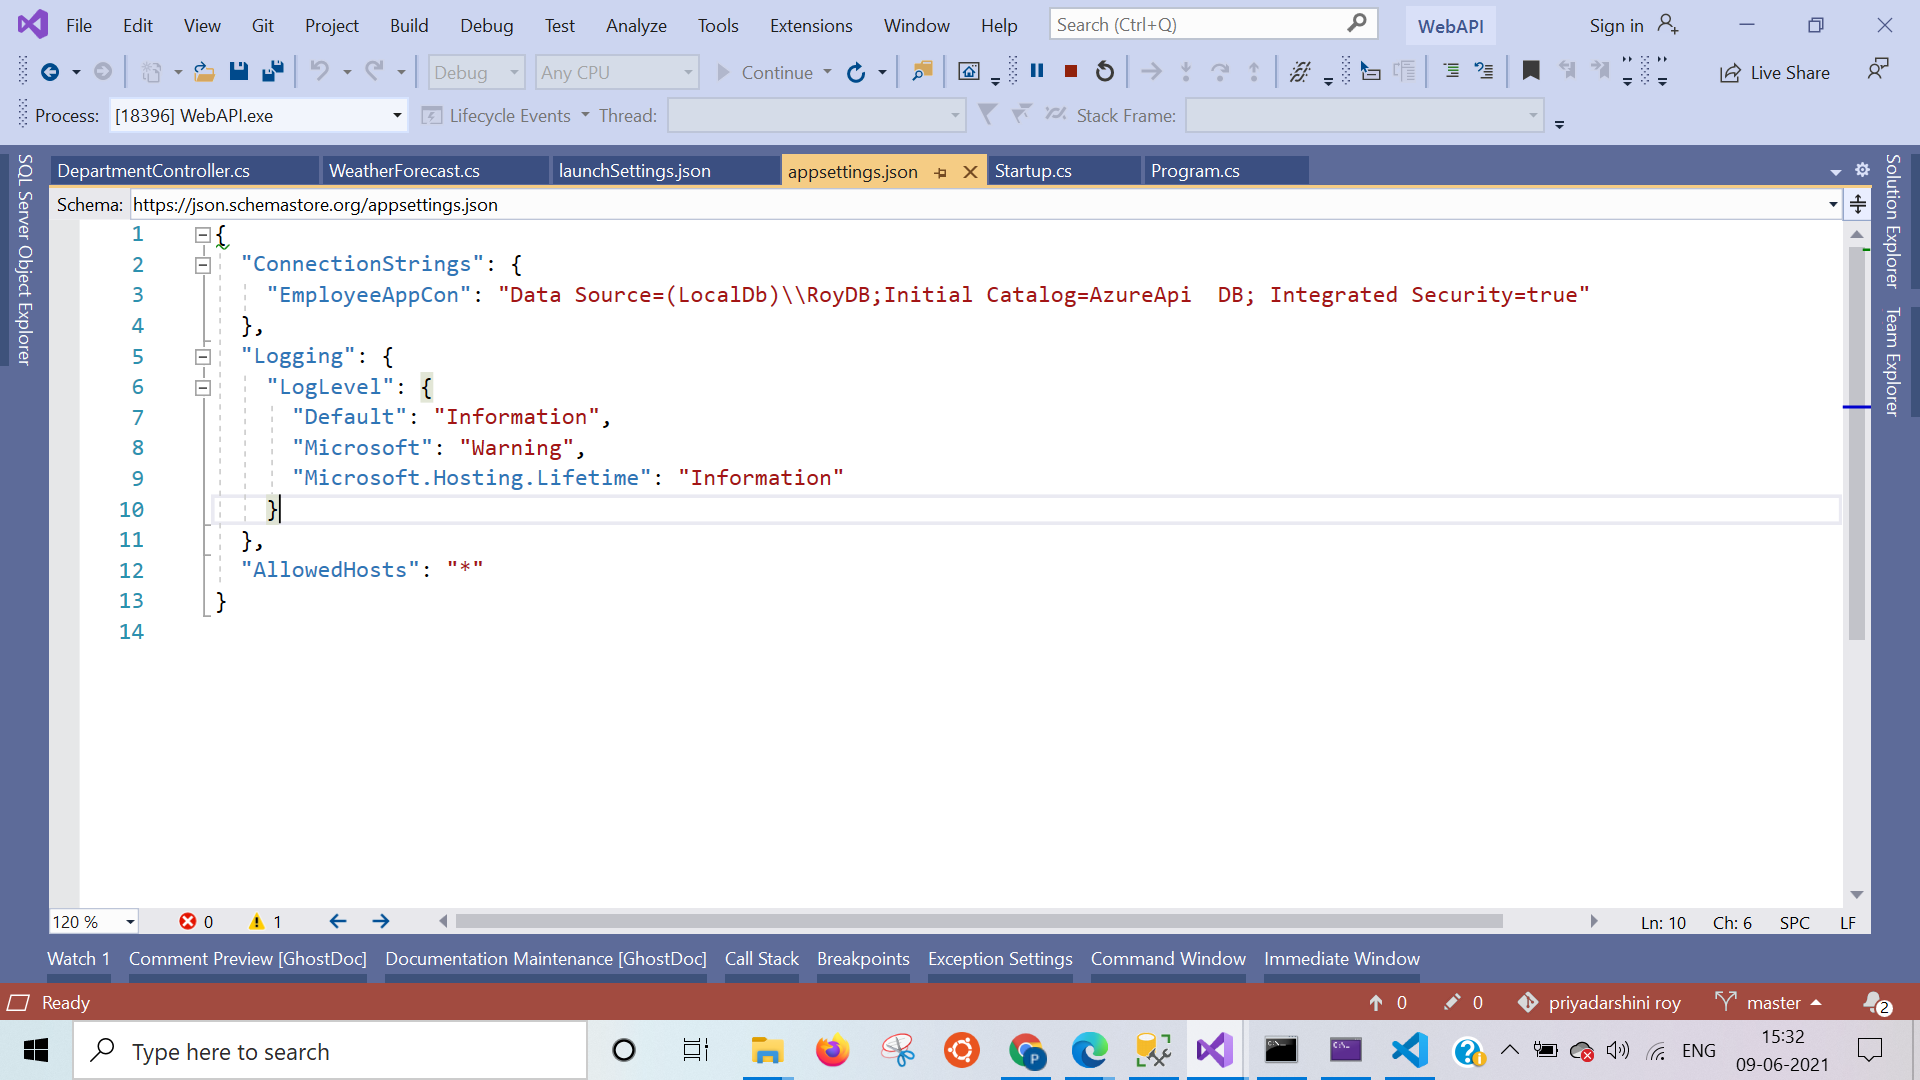 File Edit View Git Project Build Debug Test Analyze Tools Extensions Window Help Search (Ctrl+Q) WebAPI Sign in
Debug Any CPU Continue Live Share
Process: [18396] WebAPI.exe Lifecycle Events Thread: Stack Frame:
DepartmentController.cs WeatherForecast.cs launchSettings.json appsettings.json Startup.cs Program.cs
Schema: https://json.schemastore.org/appsettings.json
SQL Server Object Explorer
Solution Explorer
Team Explorer
1 {
2 "ConnectionStrings": {
3 "EmployeeAppCon": "Data Source=(LocalDb)\\RoyDB;Initial Catalog=AzureApi  DB; Integrated Security=true"
4 },
5 "Logging": {
6 "LogLevel": {
7 "Default": "Information",
8 "Microsoft": "Warning",
9 "Microsoft.Hosting.Lifetime": "Information"
10 }
11 },
12 "AllowedHosts": "*"
13 }
14
120 % 0 1 Ln: 10 Ch: 6 SPC LF
Watch 1 Comment Preview [GhostDoc] Documentation Maintenance [GhostDoc] Call Stack Breakpoints Exception Settings Command Window Immediate Window
Ready 0 0 priyadarshini roy master 2
Type here to search P ENG 15:32
09-06-2021